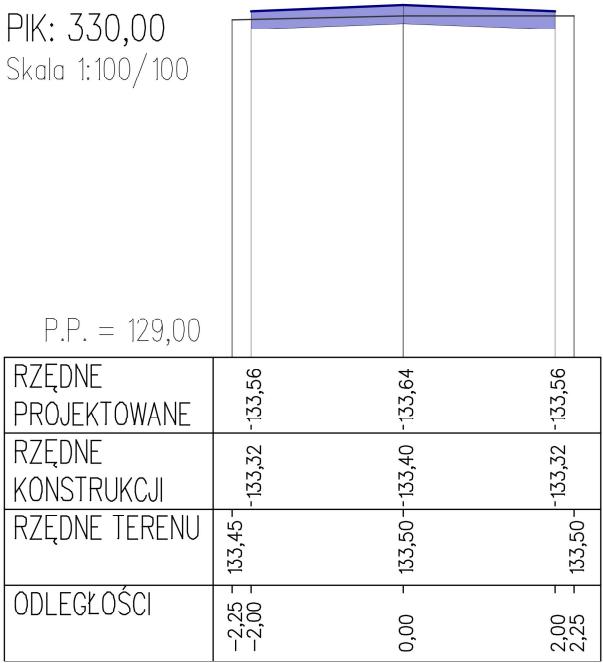 PIK: 330,00
Skala 1:100/100
P.P. = 129,00
RZĘDNE
PROJEKTOWANE
-133,56
-133,64
-133,56
RZĘDNE
KONSTRUKCJI
-133,32
-133,40
-133,32
RZĘDNE TERENU
133,45
133,50
133,50
ODLEGŁOŚCI
-2,25
-2,00
0,00
2,00
2,25